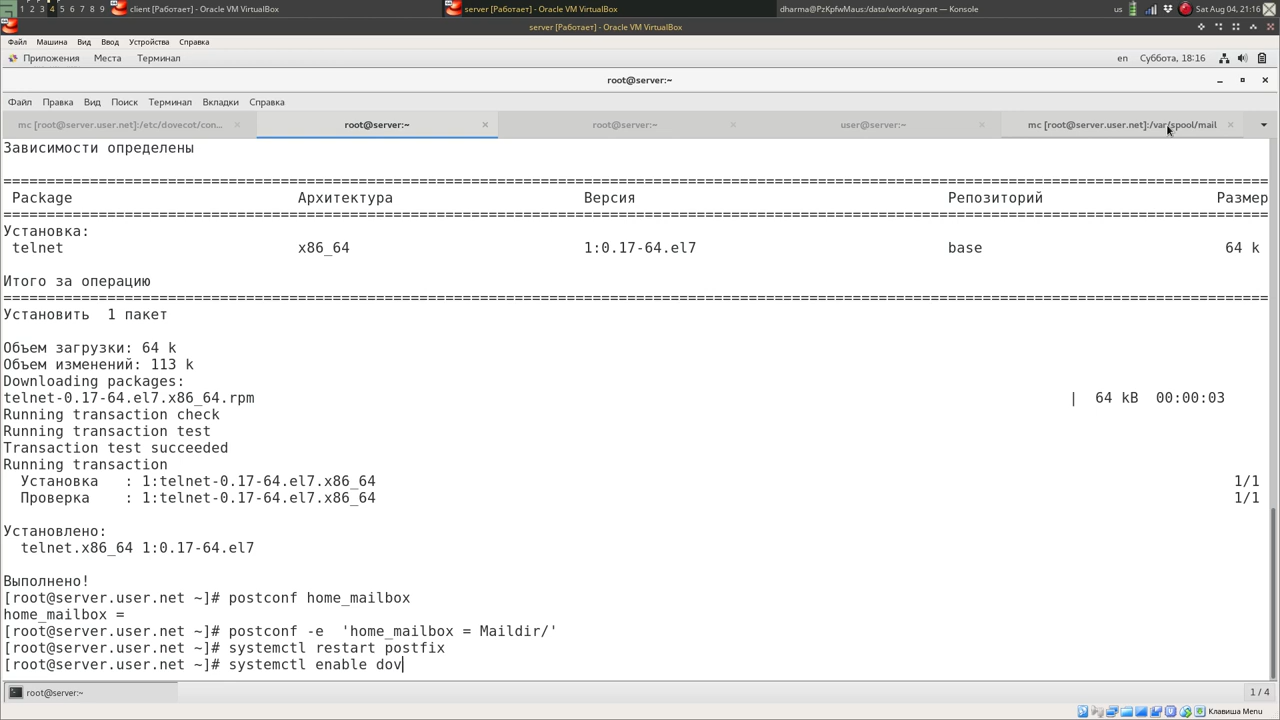 1 2 3 4 5 6 7 8 9 client [Работает] - Oracle VM VirtualBox server [Работает] - Oracle VM VirtualBox dharma@PzKpfwMaus:/data/work/vagrant — Konsole us Sat Aug 04, 21:16
server [Работает] - Oracle VM VirtualBox
Файл Машина Вид Ввод Устройства Справка
Приложения Места Терминал en Суббота, 18:16
root@server:~
Файл Правка Вид Поиск Терминал Вкладки Справка
mc [root@server.user.net]:/etc/dovecot/con... root@server:~ root@server:~ user@server:~ mc [root@server.user.net]:/var/spool/mail
Зависимости определены
================================================================================
Package Архитектура Версия Репозиторий Размер
================================================================================
Установка:
telnet x86_64 1:0.17-64.el7 base 64 k
Итого за операцию
================================================================================
Установить 1 пакет
Объем загрузки: 64 k
Объем изменений: 113 k
Downloading packages:
telnet-0.17-64.el7.x86_64.rpm | 64 kB 00:00:03
Running transaction check
Running transaction test
Transaction test succeeded
Running transaction
Установка : 1:telnet-0.17-64.el7.x86_64 1/1
Проверка : 1:telnet-0.17-64.el7.x86_64 1/1
Установлено:
telnet.x86_64 1:0.17-64.el7
Выполнено!
[root@server.user.net ~]# postconf home_mailbox
home_mailbox =
[root@server.user.net ~]# postconf -e 'home_mailbox = Maildir/'
[root@server.user.net ~]# systemctl restart postfix
[root@server.user.net ~]# systemctl enable dov
root@server:~ 1 / 4
Клавиша Menu